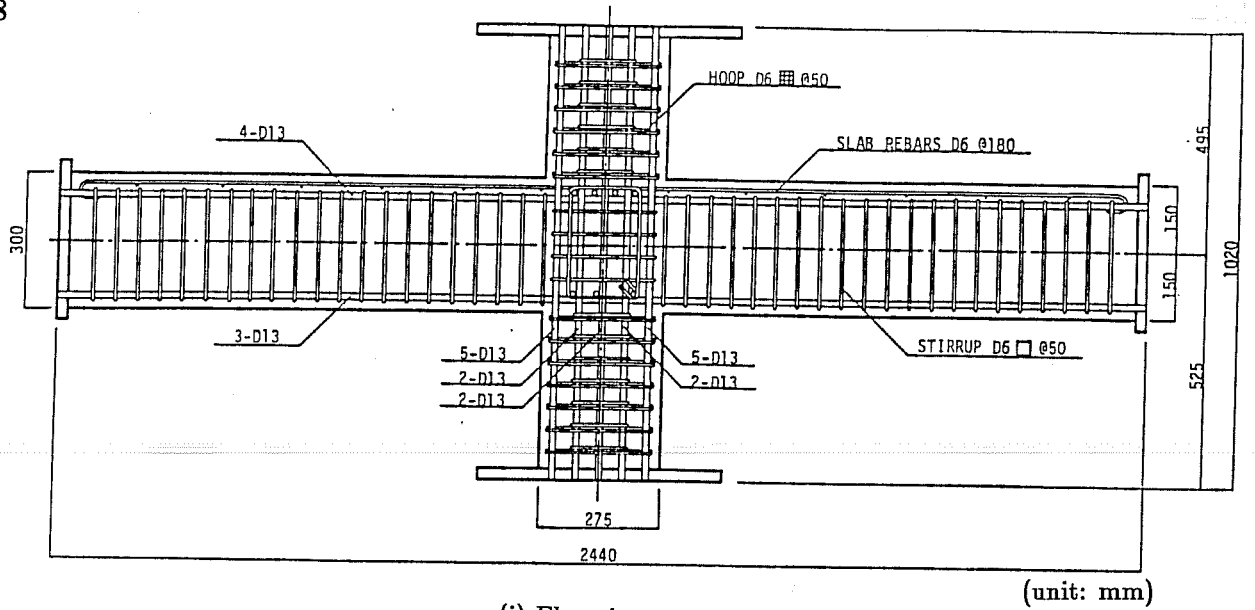 8
HOOP D6 @50
4-D13
SLAB REBARS D6 @180
495
300
150
1020
150
3-D13
5-D13
5-D13
STIRRUP D6 @50
2-D13
2-D13
2-D13
525
275
2440
(unit: mm)